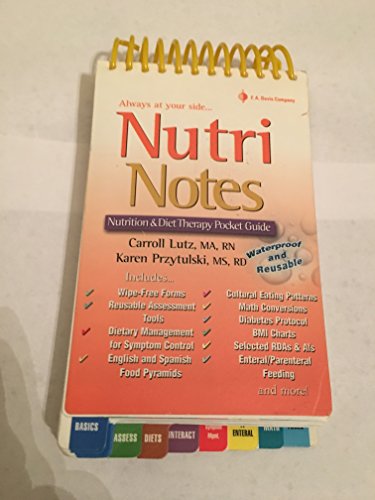 Always at your side...
F. A. Davis Company
Nutri
Notes
Nutrition & Diet Therapy Pocket Guide
Carroll Lutz, MA, RN
Karen Przytulski, MS, RD
Waterproof
and
Reusable
Includes...
Wipe-Free Forms
Reusable Assessment
Tools
Dietary Management
for Symptom Control
English and Spanish
Food Pyramids
Cultural Eating Patterns
Math Conversions
Diabetes Protocol
BMI Charts
Selected RDAs & AIs
Enteral/Parenteral
Feeding
and more!
BASICS
ASSESS
DIETS
INTERACT
Mgmt.
ENTERAL